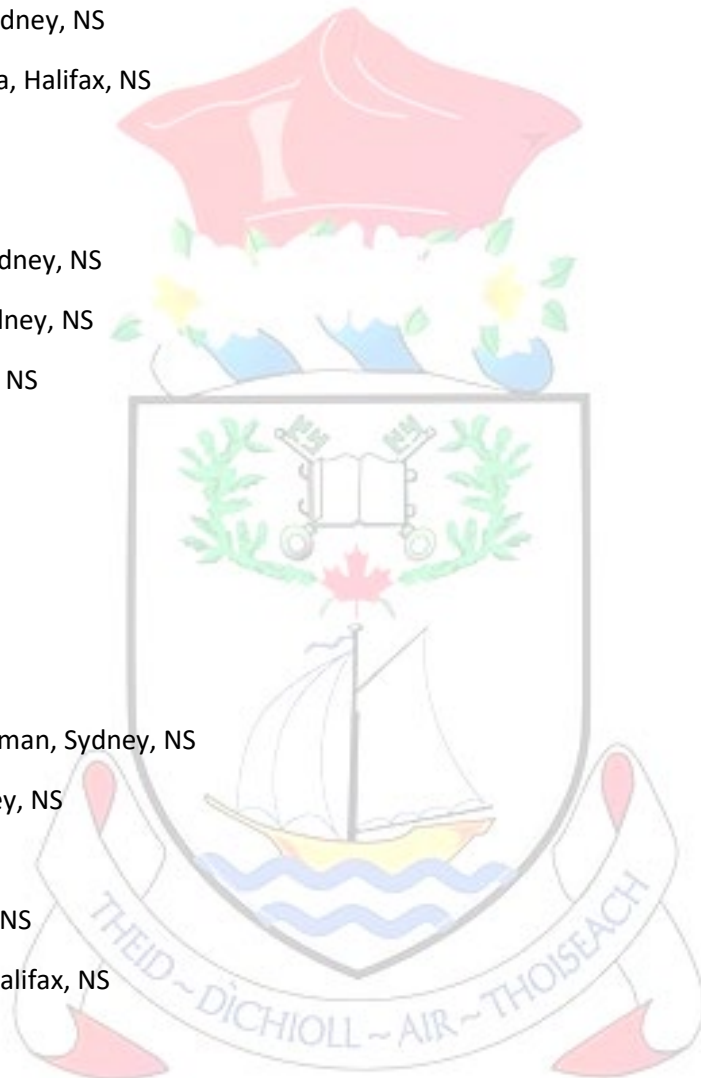 dney, NS
a, Halifax, NS
dney, NS
dney, NS
NS
man, Sydney, NS
ey, NS
NS
alifax, NS
THEID ~ DÌCHIOLL ~ AIR ~ THOISEACH